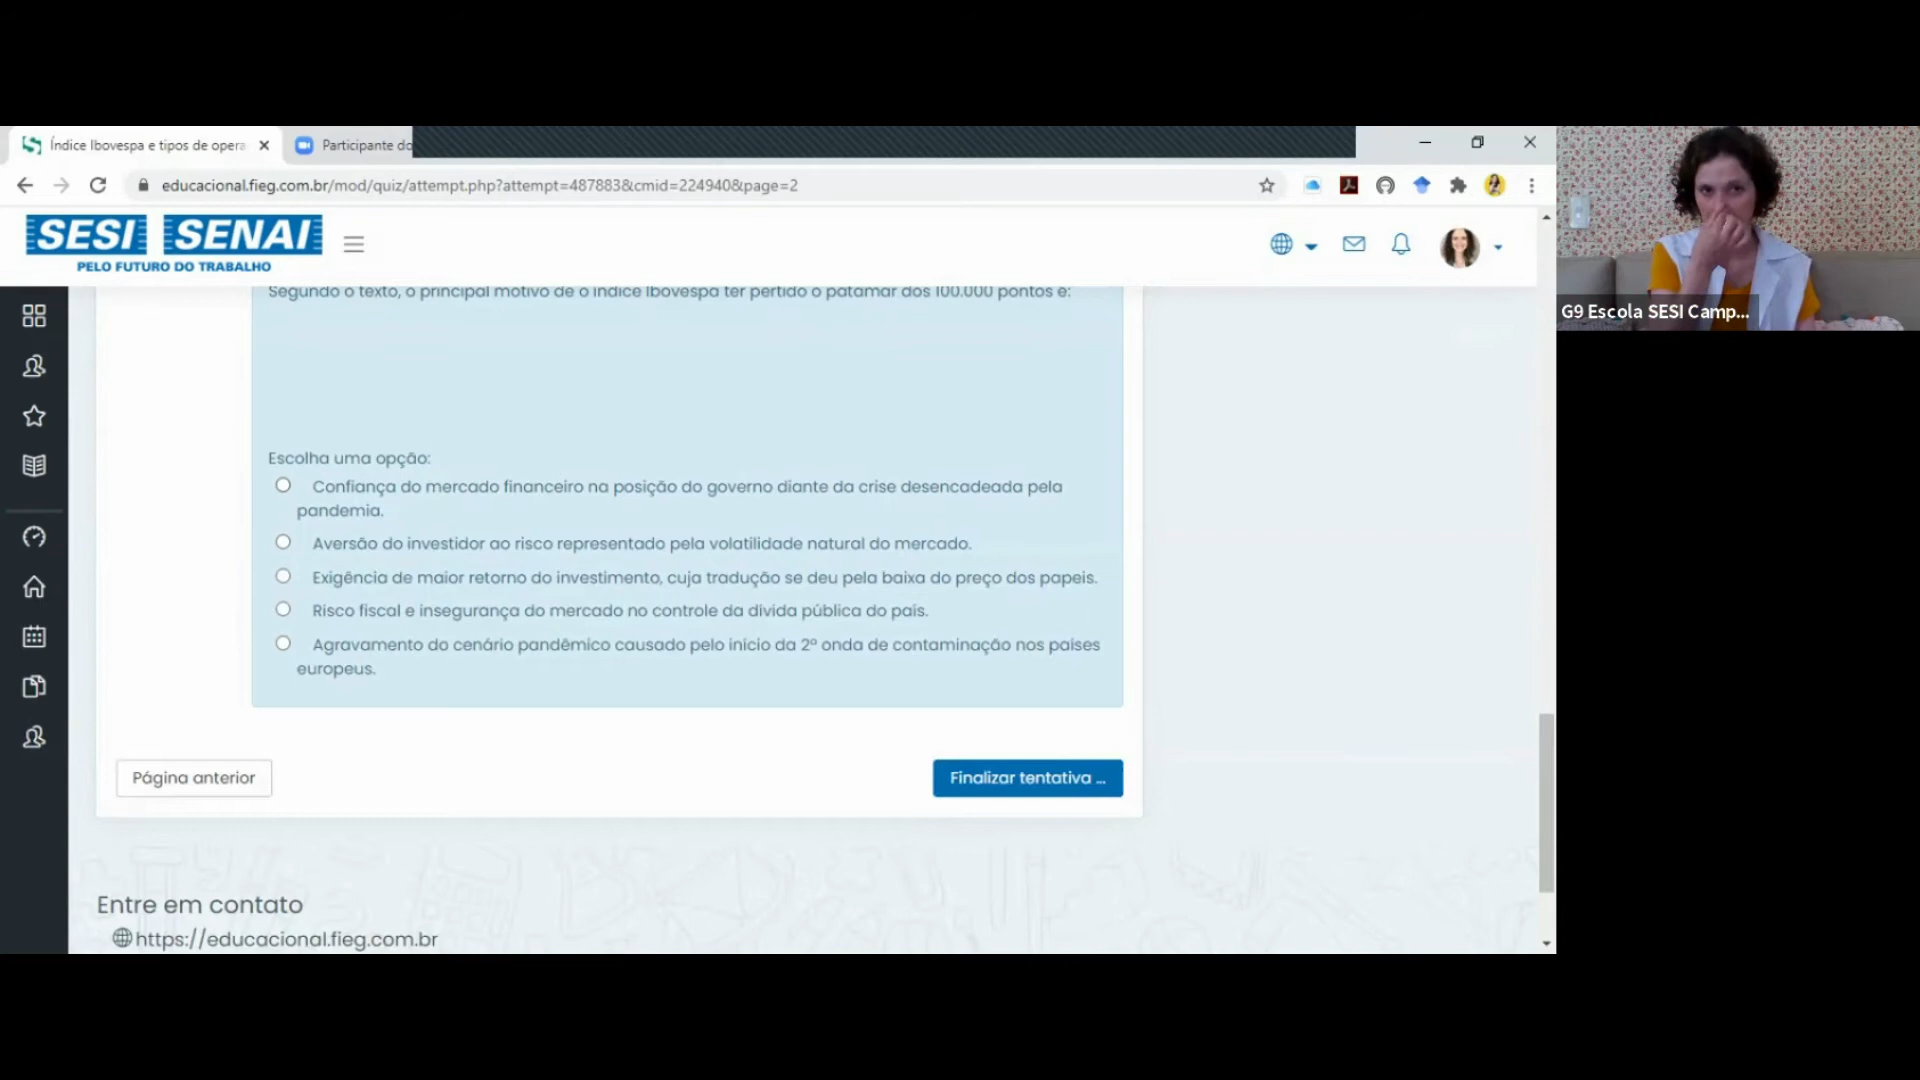 Índice Ibovespa e tipos de opera
Participante do
educacional.fieg.com.br/mod/quiz/attempt.php?attempt=487883&cmid=224940&page=2
SESI SENAI
PELO FUTURO DO TRABALHO
G9 Escola SESI Camp...
Segundo o texto, o principal motivo de o índice Ibovespa ter perdido o patamar dos 100.000 pontos é:
Escolha uma opção:
Confiança do mercado financeiro na posição do governo diante da crise desencadeada pela
pandemia.
Aversão do investidor ao risco representado pela volatilidade natural do mercado.
Exigência de maior retorno do investimento, cuja tradução se deu pela baixa do preço dos papeis.
Risco fiscal e insegurança do mercado no controle da dívida pública do país.
Agravamento do cenário pandêmico causado pelo início da 2ª onda de contaminação nos países
europeus.
Página anterior
Finalizar tentativa ...
Entre em contato
https://educacional.fieg.com.br